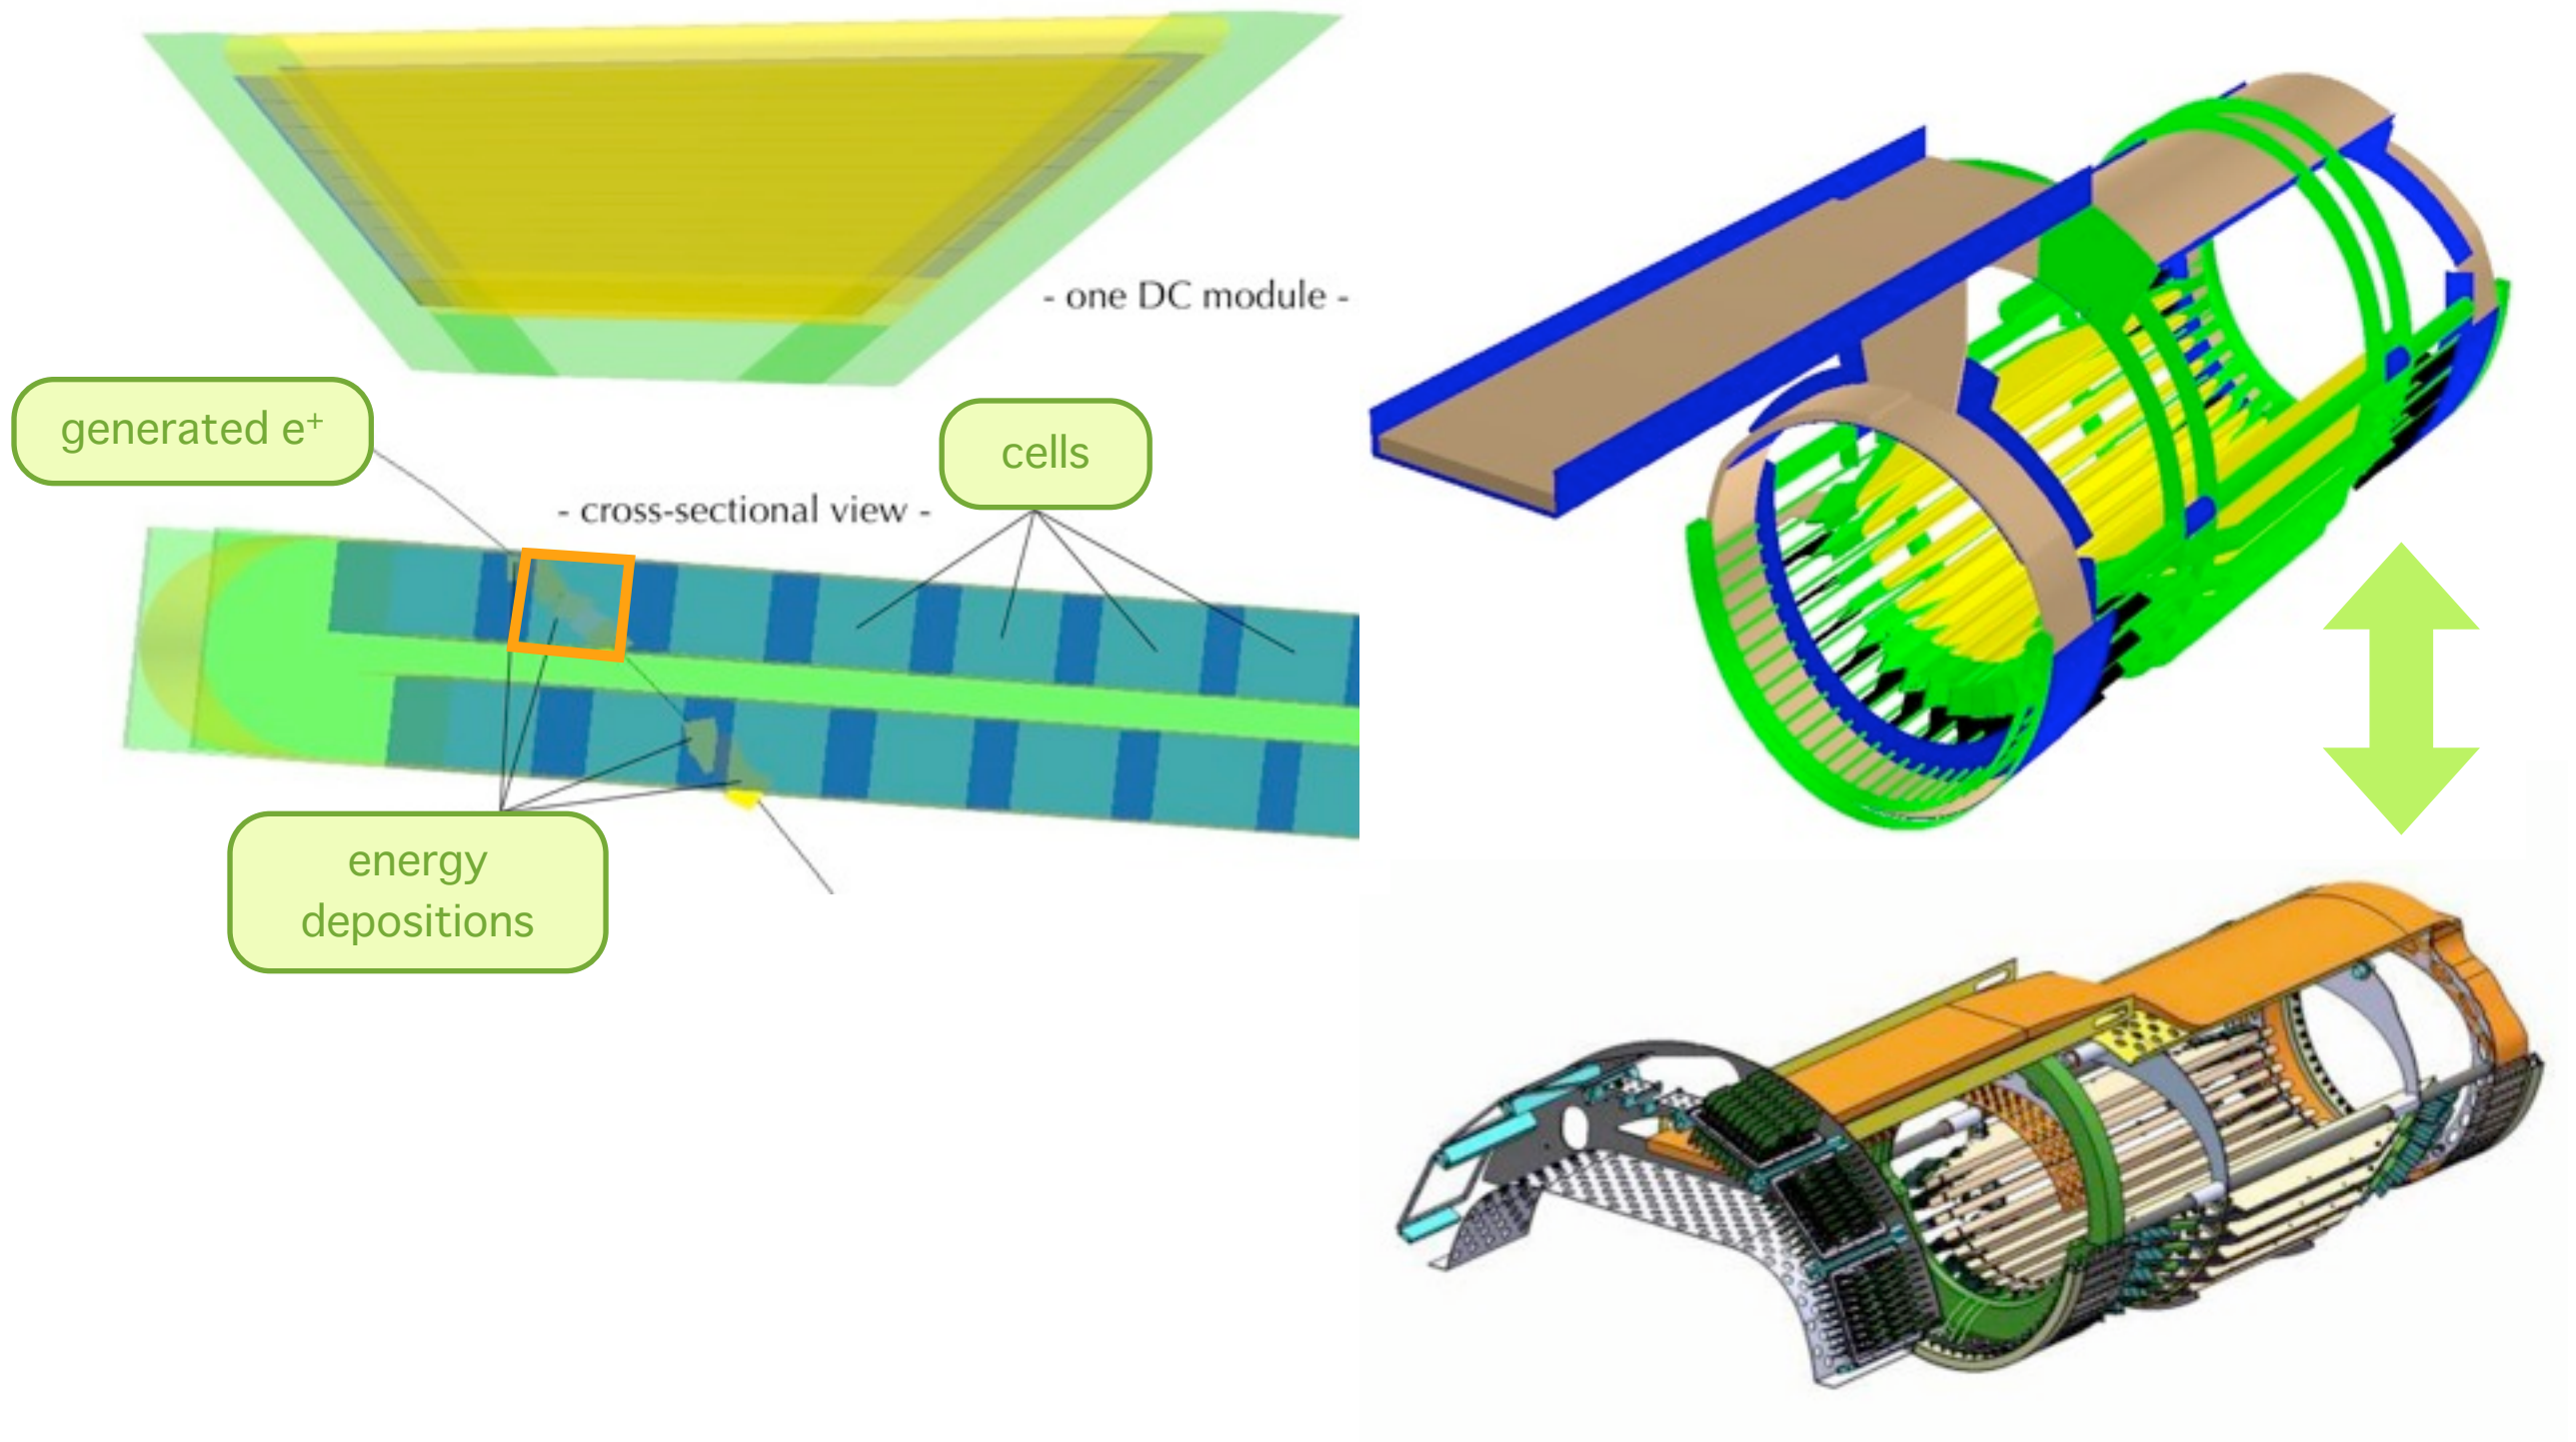 - one DC module -
generated e⁺
cells
- cross-sectional view -
energy
depositions